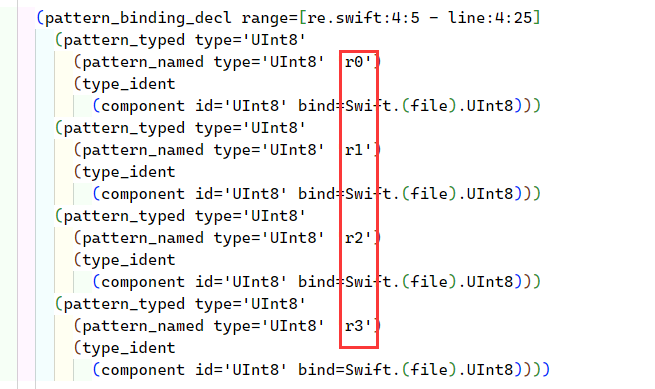 (pattern_binding_decl range=[re.swift:4:5 - line:4:25]
(pattern_typed type='UInt8'
(pattern_named type='UInt8' 'r0')
(type_ident
(component id='UInt8' bind=Swift.(file).UInt8)))
(pattern_typed type='UInt8'
(pattern_named type='UInt8' 'r1')
(type_ident
(component id='UInt8' bind=Swift.(file).UInt8)))
(pattern_typed type='UInt8'
(pattern_named type='UInt8' 'r2')
(type_ident
(component id='UInt8' bind=Swift.(file).UInt8)))
(pattern_typed type='UInt8'
(pattern_named type='UInt8' 'r3')
(type_ident
(component id='UInt8' bind=Swift.(file).UInt8))))